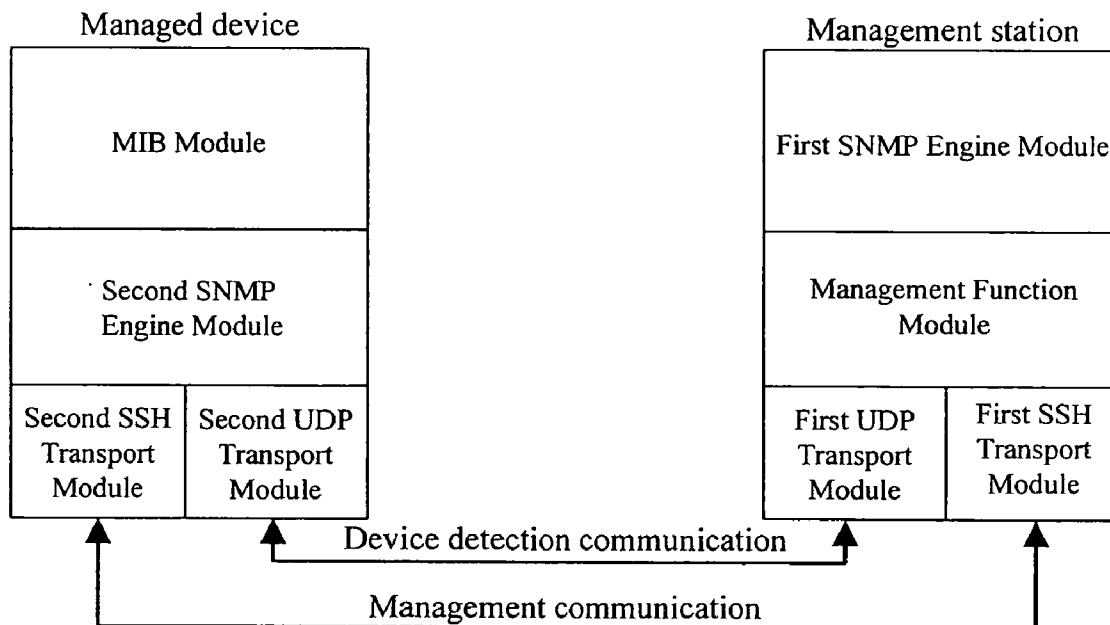 Managed device
Management station
MIB Module
First SNMP Engine Module
Second SNMP
Engine Module
Management Function
Module
Second SSH
Transport
Module
Second UDP
Transport
Module
First UDP
Transport
Module
First SSH
Transport
Module
Device detection communication
Management communication